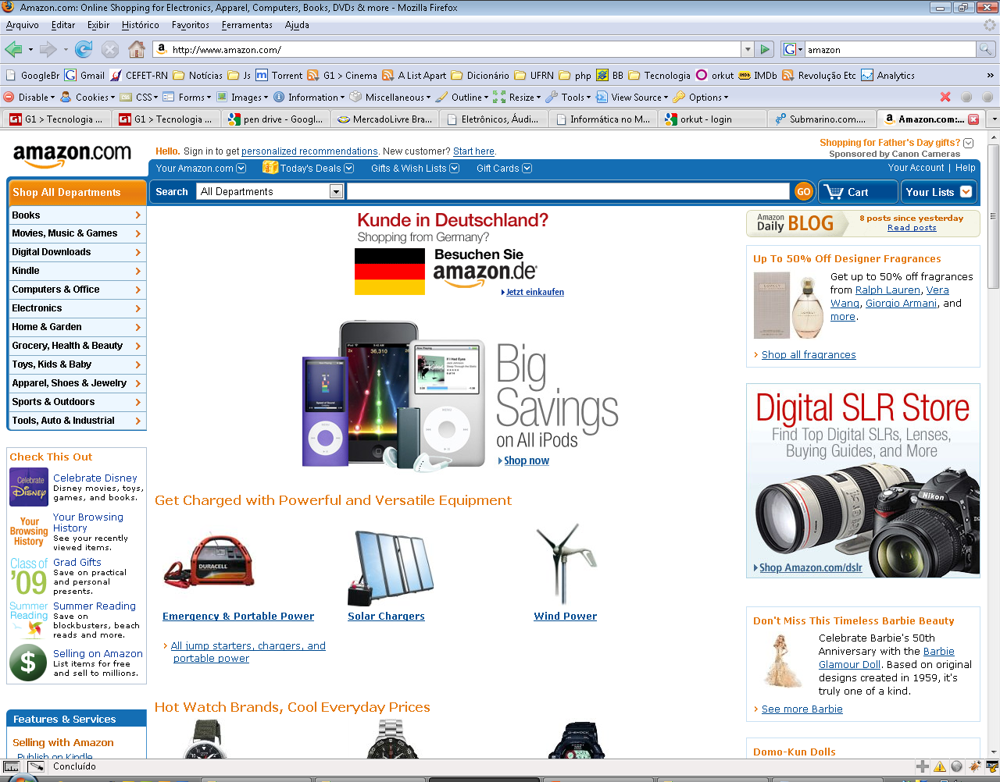 Amazon.com: Online Shopping for Electronics, Apparel, Computers, Books, DVDs & more - Mozilla Firefox
Arquivo Editar Exibir Histórico Favoritos Ferramentas Ajuda
http://www.amazon.com/
amazon
GoogleBr Gmail CEFET-RN Notícias Js Torrent G1 > Cinema A List Apart Dicionário UFRN php BB Tecnologia orkut IMDb Revolução Etc Analytics »
Disable Cookies CSS Forms Images Information Miscellaneous Outline Resize Tools View Source Options
G1 > Tecnologia ... G1 > Tecnologia ... pen drive - Googl... MercadoLivre Bra... Eletrônicos, Áudi... Informática no M... orkut - login Submarino.com.... Amazon.com:...
amazon.com
Hello. Sign in to get personalized recommendations. New customer? Start here.
Shopping for Father's Day gifts?
Sponsored by Canon Cameras
Your Amazon.com Today's Deals Gifts & Wish Lists Gift Cards
Your Account | Help
Shop All Departments
Search All Departments GO Cart Your Lists
Books
Movies, Music & Games
Digital Downloads
Kindle
Computers & Office
Electronics
Home & Garden
Grocery, Health & Beauty
Toys, Kids & Baby
Apparel, Shoes & Jewelry
Sports & Outdoors
Tools, Auto & Industrial
Check This Out
Celebrate Disney
Celebrate Disney
Disney movies, toys, games, and books.
Your Browsing History
Your Browsing History
See your recently viewed items.
Class of '09
Grad Gifts
Save on practical and personal presents.
Summer Reading
Summer Reading
Save on blockbusters, beach reads and more.
$
Selling on Amazon
List items for free and sell to millions.
Features & Services
Selling with Amazon
Publish on Kindle
Kunde in Deutschland?
Shopping from Germany?
Besuchen Sie
amazon.de
Jetzt einkaufen
Big
Savings
on All iPods
Shop now
MENU
MENU
Get Charged with Powerful and Versatile Equipment
DURACELL
Emergency & Portable Power
Solar Chargers
Wind Power
All jump starters, chargers, and
portable power
Hot Watch Brands, Cool Everyday Prices
G-SHOCK
Amazon
Daily BLOG
8 posts since yesterday
Read posts
Up To 50% Off Designer Fragrances
Get up to 50% off fragrances
from Ralph Lauren, Vera
Wang, Giorgio Armani, and
more.
Shop all fragrances
Digital SLR Store
Find Top Digital SLRs, Lenses,
Buying Guides, and More
Nikon
Shop Amazon.com/dslr
Don't Miss This Timeless Barbie Beauty
Celebrate Barbie's 50th
Anniversary with the Barbie
Glamour Doll. Based on original
designs created in 1959, it's
truly one of a kind.
See more Barbie
Domo-Kun Dolls
Concluído